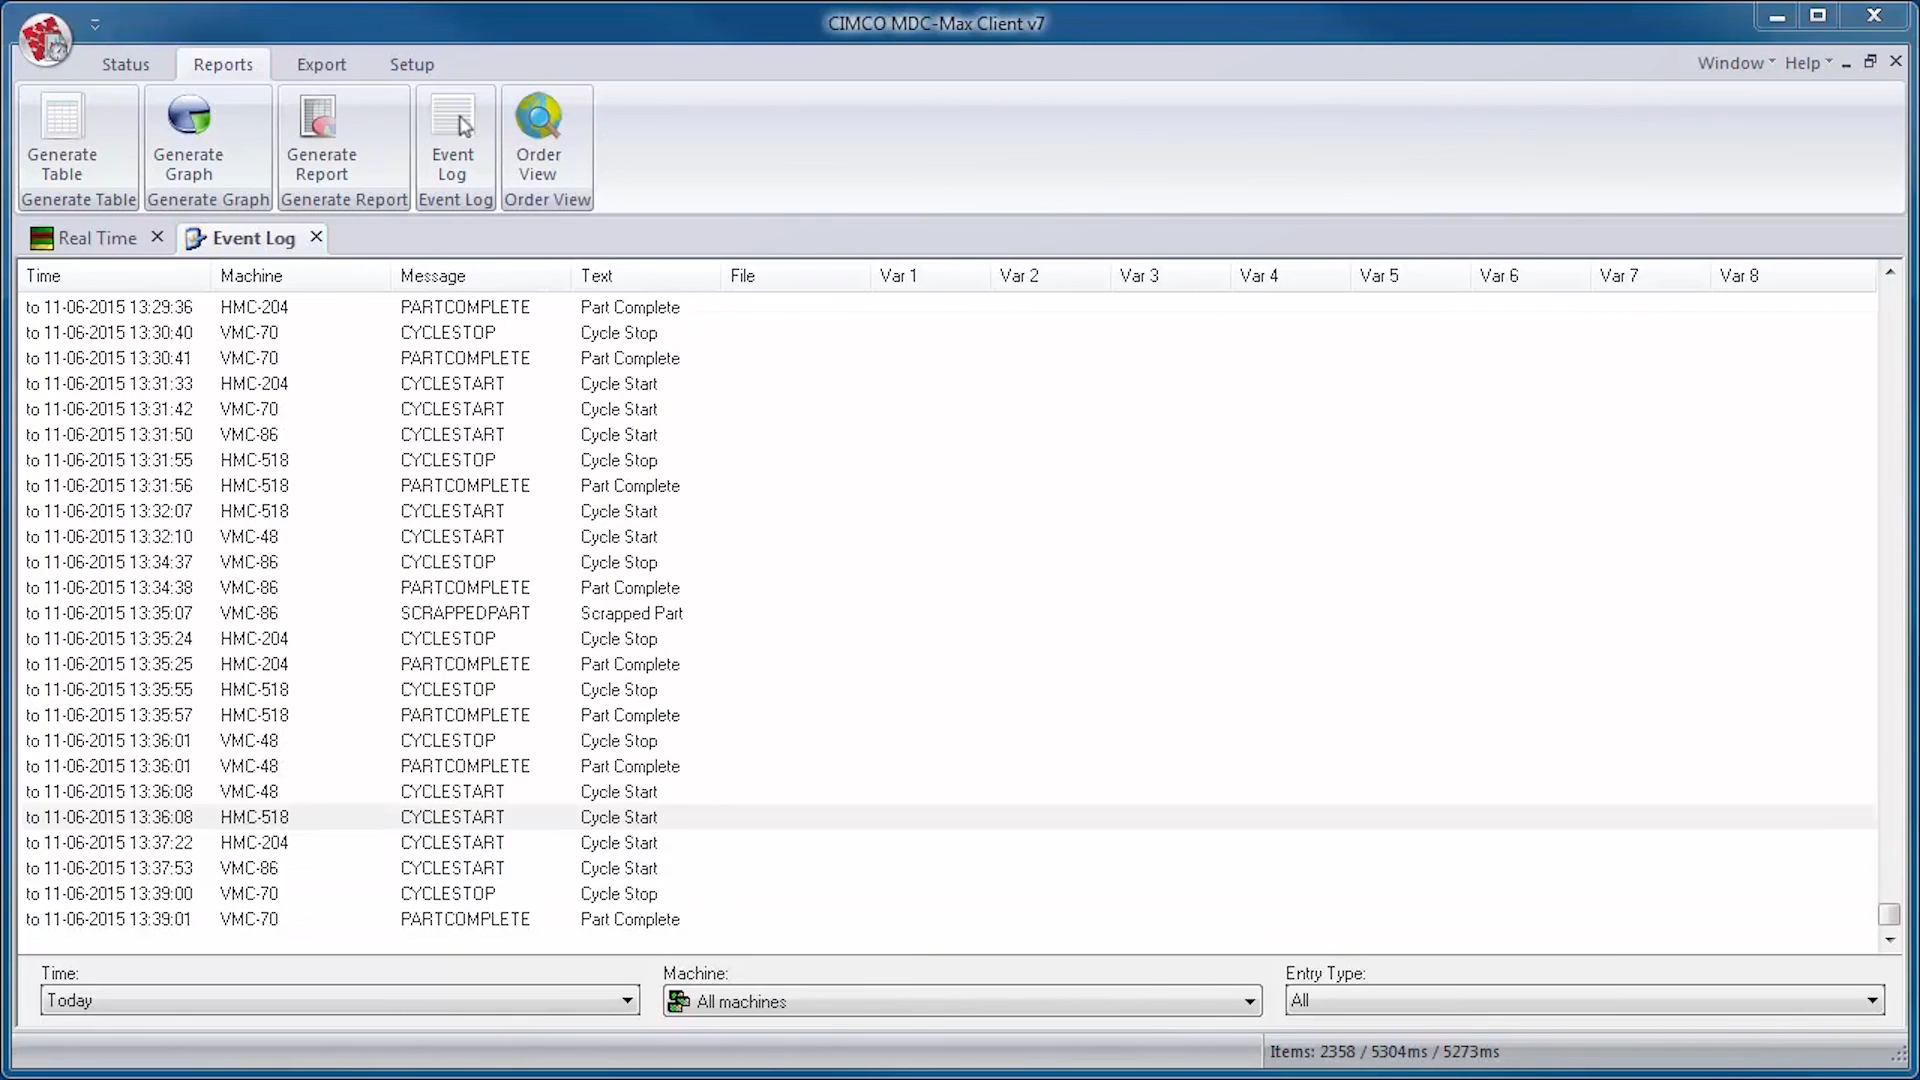 CIMCO MDC-Max Client v7
Status Reports Export Setup Window Help
Generate Table Generate Graph Generate Report Event Log Order View
Generate Table Generate Graph Generate Report Event Log Order View
Real Time Event Log
Time Machine Message Text File Var 1 Var 2 Var 3 Var 4 Var 5 Var 6 Var 7 Var 8
to 11-06-2015 13:29:36 HMC-204 PARTCOMPLETE Part Complete
to 11-06-2015 13:30:40 VMC-70 CYCLESTOP Cycle Stop
to 11-06-2015 13:30:41 VMC-70 PARTCOMPLETE Part Complete
to 11-06-2015 13:31:33 HMC-204 CYCLESTART Cycle Start
to 11-06-2015 13:31:42 VMC-70 CYCLESTART Cycle Start
to 11-06-2015 13:31:50 VMC-86 CYCLESTART Cycle Start
to 11-06-2015 13:31:55 HMC-518 CYCLESTOP Cycle Stop
to 11-06-2015 13:31:56 HMC-518 PARTCOMPLETE Part Complete
to 11-06-2015 13:32:07 HMC-518 CYCLESTART Cycle Start
to 11-06-2015 13:32:10 VMC-48 CYCLESTART Cycle Start
to 11-06-2015 13:34:37 VMC-86 CYCLESTOP Cycle Stop
to 11-06-2015 13:34:38 VMC-86 PARTCOMPLETE Part Complete
to 11-06-2015 13:35:07 VMC-86 SCRAPPEDPART Scrapped Part
to 11-06-2015 13:35:24 HMC-204 CYCLESTOP Cycle Stop
to 11-06-2015 13:35:25 HMC-204 PARTCOMPLETE Part Complete
to 11-06-2015 13:35:55 HMC-518 CYCLESTOP Cycle Stop
to 11-06-2015 13:35:57 HMC-518 PARTCOMPLETE Part Complete
to 11-06-2015 13:36:01 VMC-48 CYCLESTOP Cycle Stop
to 11-06-2015 13:36:01 VMC-48 PARTCOMPLETE Part Complete
to 11-06-2015 13:36:08 VMC-48 CYCLESTART Cycle Start
to 11-06-2015 13:36:08 HMC-518 CYCLESTART Cycle Start
to 11-06-2015 13:37:22 HMC-204 CYCLESTART Cycle Start
to 11-06-2015 13:37:53 VMC-86 CYCLESTART Cycle Start
to 11-06-2015 13:39:00 VMC-70 CYCLESTOP Cycle Stop
to 11-06-2015 13:39:01 VMC-70 PARTCOMPLETE Part Complete
Time: Machine: Entry Type:
Today All machines All
Items: 2358 / 5304ms / 5273ms